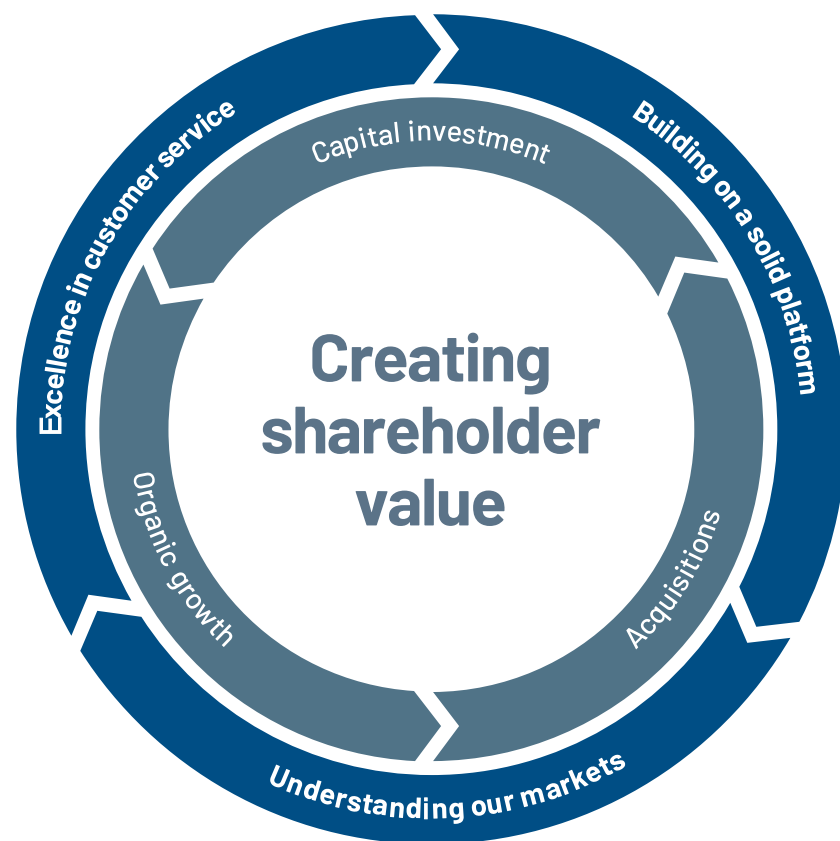 Excellence in customer service
Building on a solid platform
Capital investment
Creating
shareholder
value
Organic growth
Acquisitions
Understanding our markets